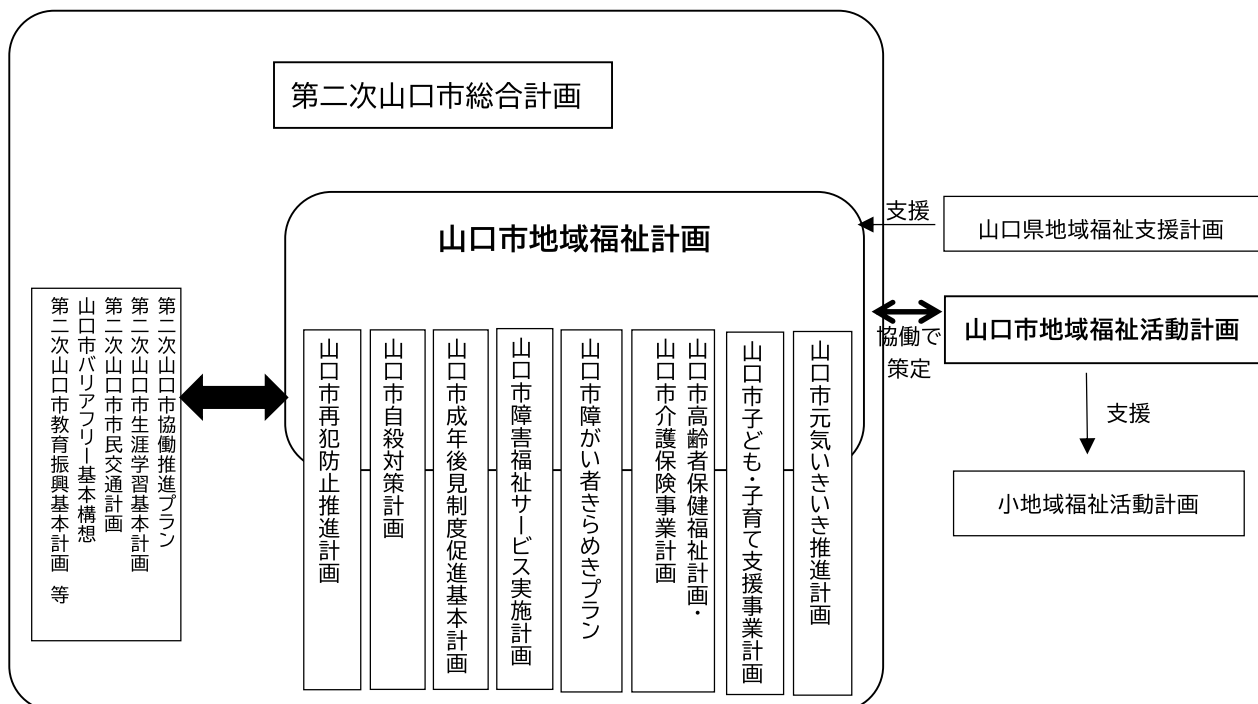 第二次山口市総合計画
山口市地域福祉計画
支援
山口県地域福祉支援計画
協働で
策定
山口市地域福祉活動計画
支援
小地域福祉活動計画
第二次山口市協働推進プラン
第二次山口市生涯学習基本計画
第二次山口市市民交通計画
山口市バリアフリー基本構想
第二次山口市教育振興基本計画 等
山口市元気いきいき推進計画
山口市子ども・子育て支援事業計画
山口市高齢者保健福祉計画・
山口市介護保険事業計画
山口市障がい者きらめきプラン
山口市障害福祉サービス実施計画
山口市成年後見制度促進基本計画
山口市自殺対策計画
山口市再犯防止推進計画